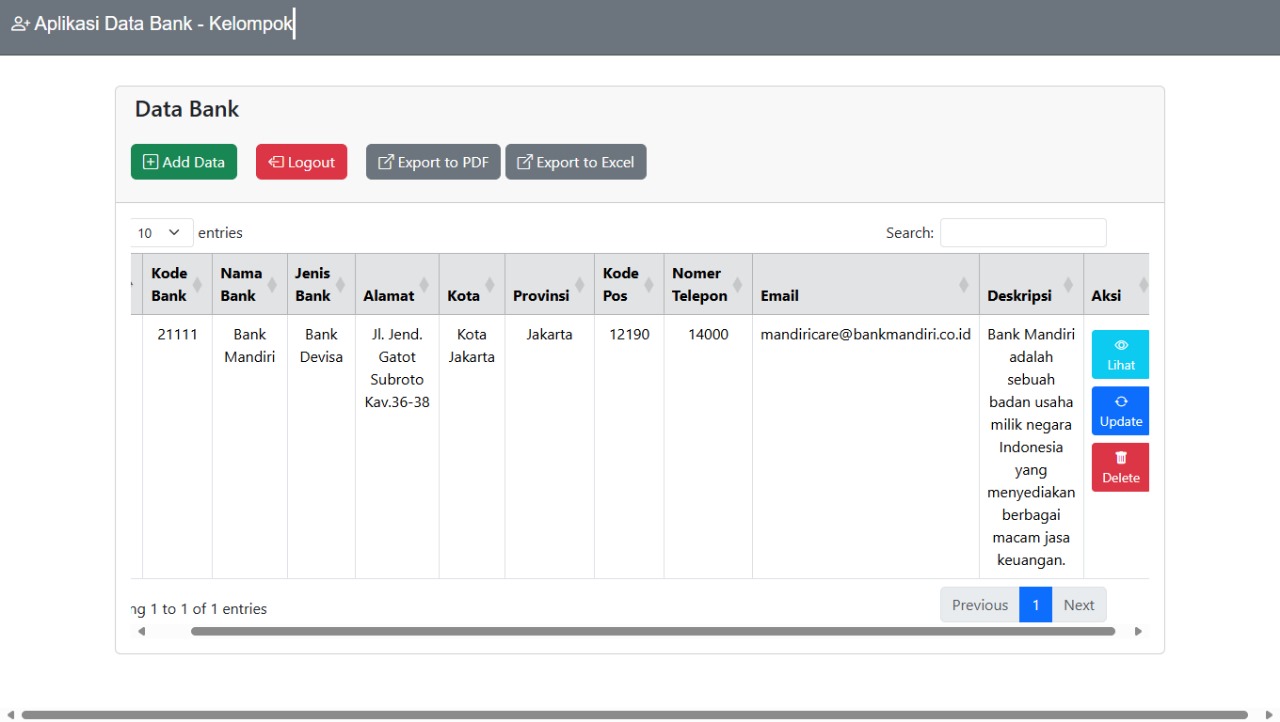 Aplikasi Data Bank - Kelompok
Data Bank
Add Data Logout Export to PDF Export to Excel
10 entries Search:
Kode Bank Nama Bank Jenis Bank Alamat Kota Provinsi Kode Pos Nomer Telepon Email Deskripsi Aksi
21111 Bank Bank Jl. Jend. Kota Jakarta 12190 14000 mandiricare@bankmandiri.co.id Bank Mandiri
Mandiri Devisa Gatot Jakarta adalah
Subroto sebuah
Kav.36-38 badan usaha
milik negara
Indonesia
yang
menyediakan
berbagai
macam jasa
keuangan.
Lihat
Update
Delete
ng 1 to 1 of 1 entries
Previous 1 Next